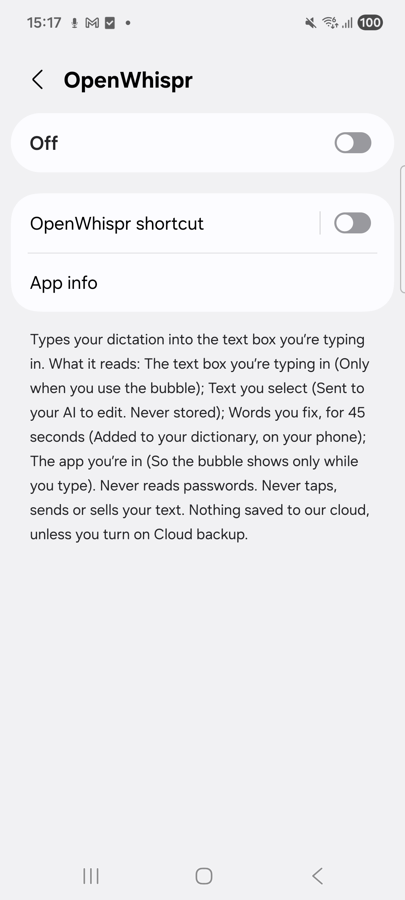 15:17
100
OpenWhispr
Off
OpenWhispr shortcut
App info
Types your dictation into the text box you're typing
in. What it reads: The text box you're typing in (Only
when you use the bubble); Text you select (Sent to
your AI to edit. Never stored); Words you fix, for 45
seconds (Added to your dictionary, on your phone);
The app you're in (So the bubble shows only while
you type). Never reads passwords. Never taps,
sends or sells your text. Nothing saved to our cloud,
unless you turn on Cloud backup.